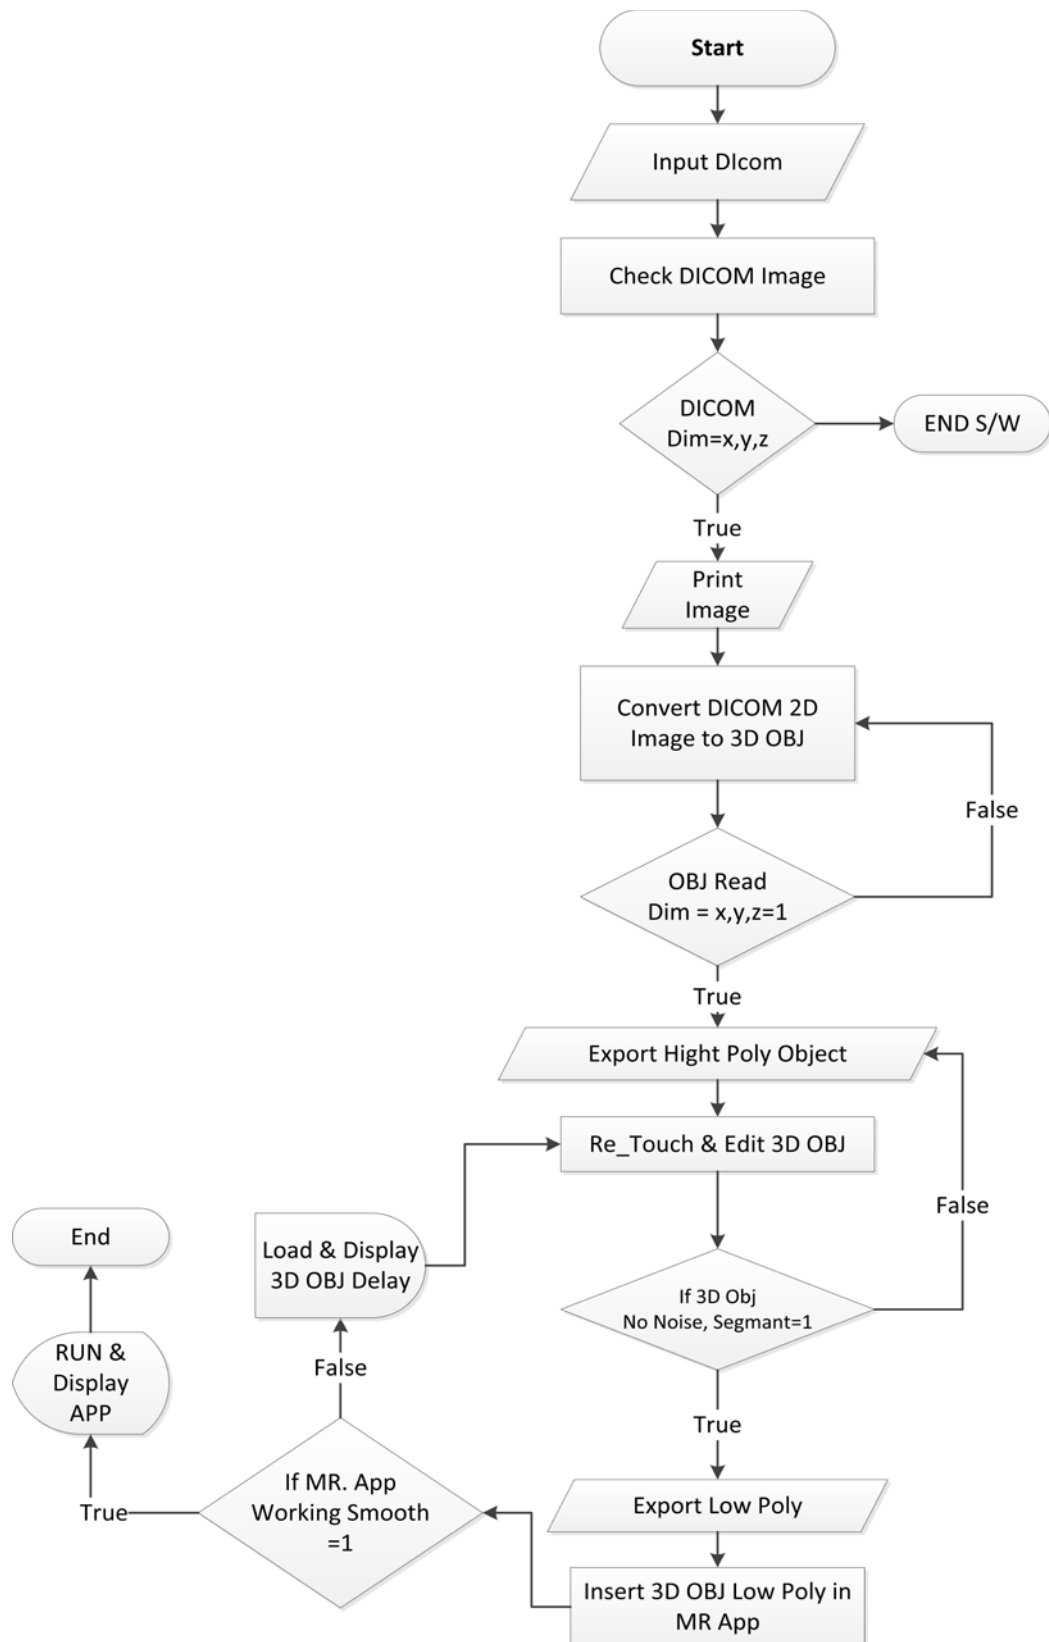 Start
Input DIcom
Check DICOM Image
DICOM
Dim=x,y,z
END S/W
True
Print
Image
Convert DICOM 2D
Image to 3D OBJ
False
OBJ Read
Dim = x,y,z=1
True
Export Hight Poly Object
Re_Touch & Edit 3D OBJ
False
If 3D Obj
No Noise, Segmant=1
True
Export Low Poly
Insert 3D OBJ Low Poly in
MR App
If MR. App
Working Smooth
=1
False
Load & Display
3D OBJ Delay
True
RUN &
Display
APP
End